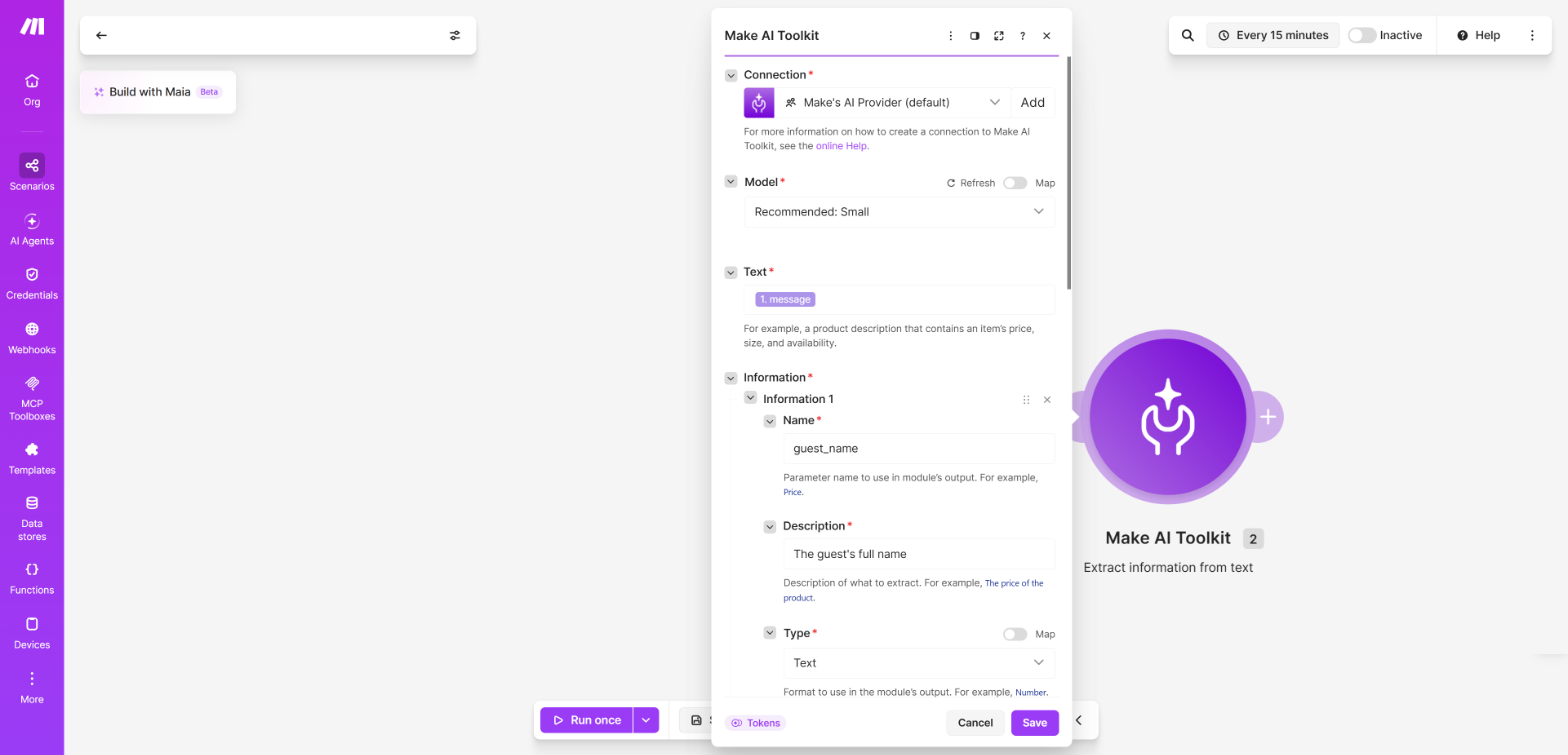 Org
Scenarios
AI Agents
Credentials
Webhooks
MCP
Toolboxes
Templates
Data
stores
Functions
Devices
More
Build with Maia Beta
Make AI Toolkit
?
Connection *
Make's AI Provider (default)
Add
For more information on how to create a connection to Make AI
Toolkit, see the online Help.
Model *
Refresh
Map
Recommended: Small
Text *
1. message
For example, a product description that contains an item's price,
size, and availability.
Information *
Information 1
Name *
guest_name
Parameter name to use in module's output. For example,
Price.
Description *
The guest's full name
Description of what to extract. For example, The price of the
product.
Type *
Map
Text
Format to use in the module's output. For example, Number.
Tokens
Cancel
Save
Run once
Every 15 minutes
Inactive
Help
Make AI Toolkit 2
Extract information from text